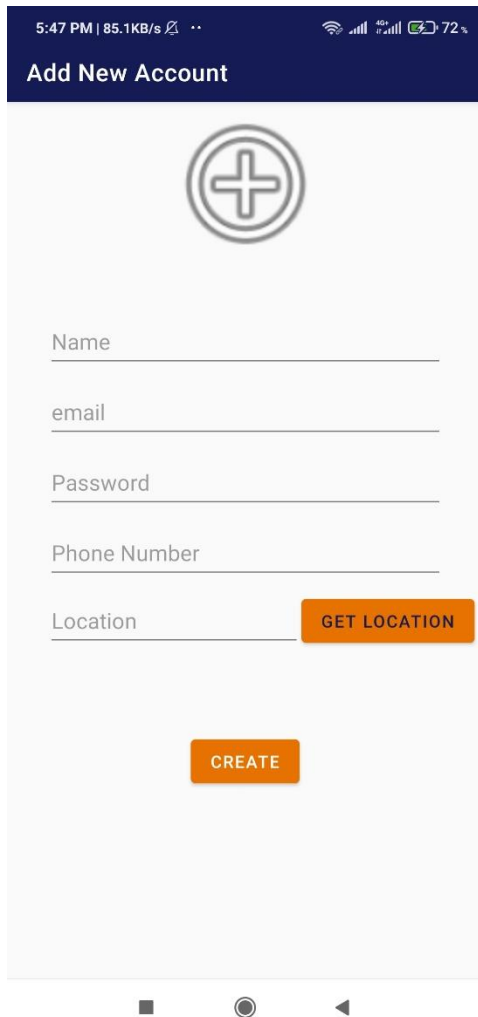 5:47 PM | 85.1KB/s 72%
Add New Account
Name
email
Password
Phone Number
Location GET LOCATION
CREATE